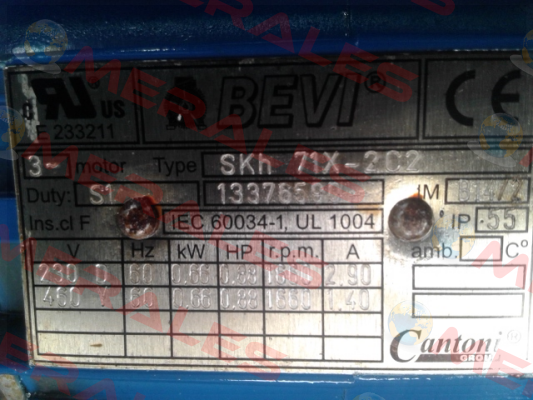 US BEVI® CE
E 233211
3~ motor Type SKh 71X-2C2
Duty: S1 IM
Ins.cl F IEC 60034-1, UL 1004 IP 55
V Hz kW HP r.p.m. A amb. C°
230 D 60 0.66 0.88 2.90
460 60 0.66 0.88 1.40
Cantoni®
GROUP
MERALES